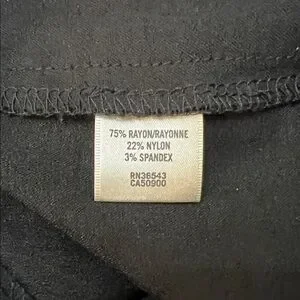 75% RAYON/RAYONNE
22% NYLON
3% SPANDEX
RN36543
CA50900